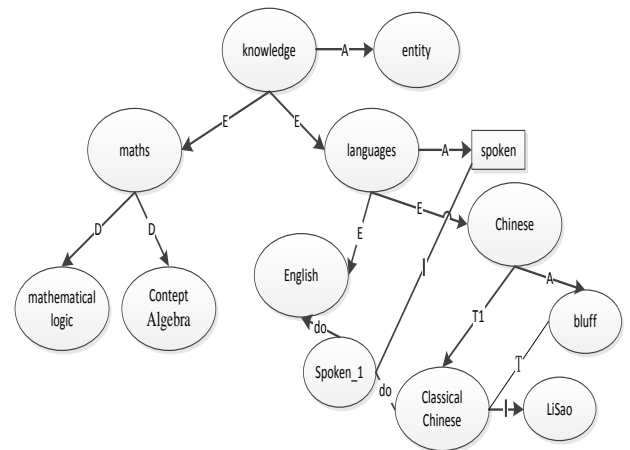 knowledge
A
entity
E
E
maths
languages
A
spoken
D
D
E
E
Chinese
mathematical
logic
Contept
Algebra
English
I
A
do
T1
bluff
Spoken_1
do
T
Classical
Chinese
I
LiSao